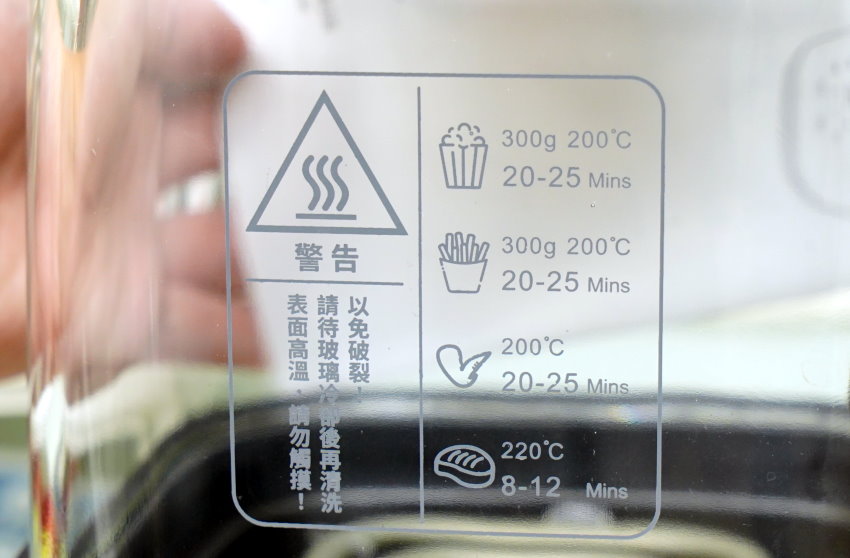 警告
表面高溫，請勿觸摸！
請待玻璃冷卻後再清洗
以免破裂！
300g 200°C
20-25 Mins
300g 200°C
20-25 Mins
200°C
20-25 Mins
220°C
8-12 Mins